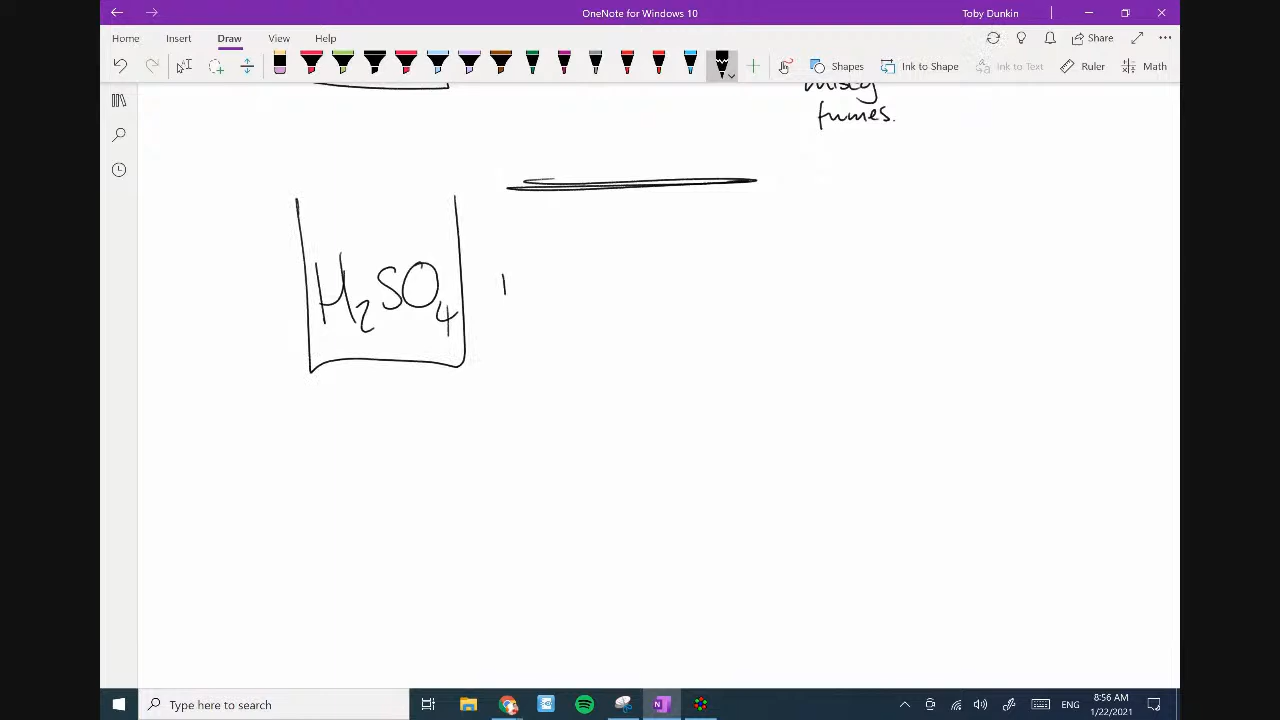 OneNote for Windows 10
Toby Dunkin
Home
Insert
Draw
View
Help
Share
Shapes
Ink to Shape
Ink to Text
Ruler
Math
misty
fumes.
H₂SO₄
Type here to search
ENG
8:56 AM
1/22/2021